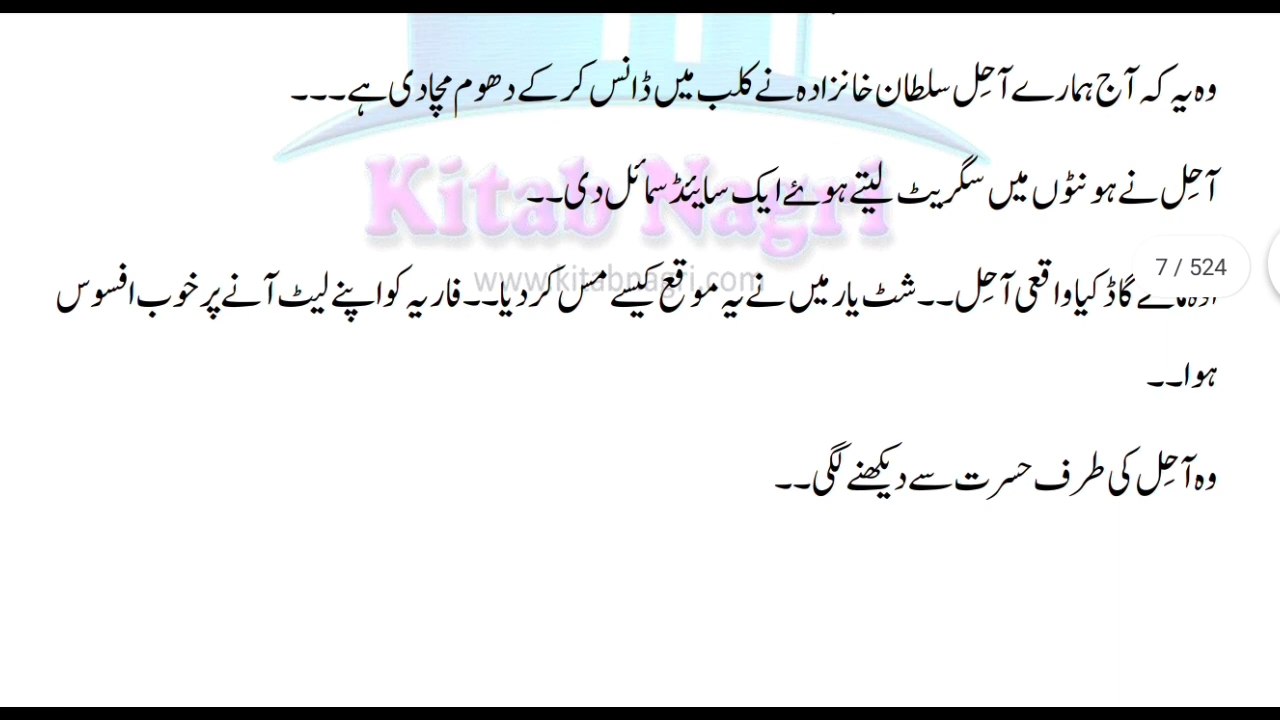 وہ یہ کہ آج ہمارے آحِل سلطان خانزادہ نے کلب میں ڈانس کر کے دھوم مچا دی ہے۔۔۔
Kitab Nagri
آحِل نے ہونٹوں میں سگریٹ لیتے ہوئے ایک سائیڈ سمائل دی۔۔
www.kitabnagri.com
7 / 524
گاڈ کیا واقعی آحِل۔۔شٹ یار میں نے یہ موقع کیسے مس کر دیا۔۔فاریہ کو اپنے لیٹ آنے پر خوب افسوس
ہوا۔۔
وہ آحِل کی طرف حسرت سے دیکھنے لگی۔۔